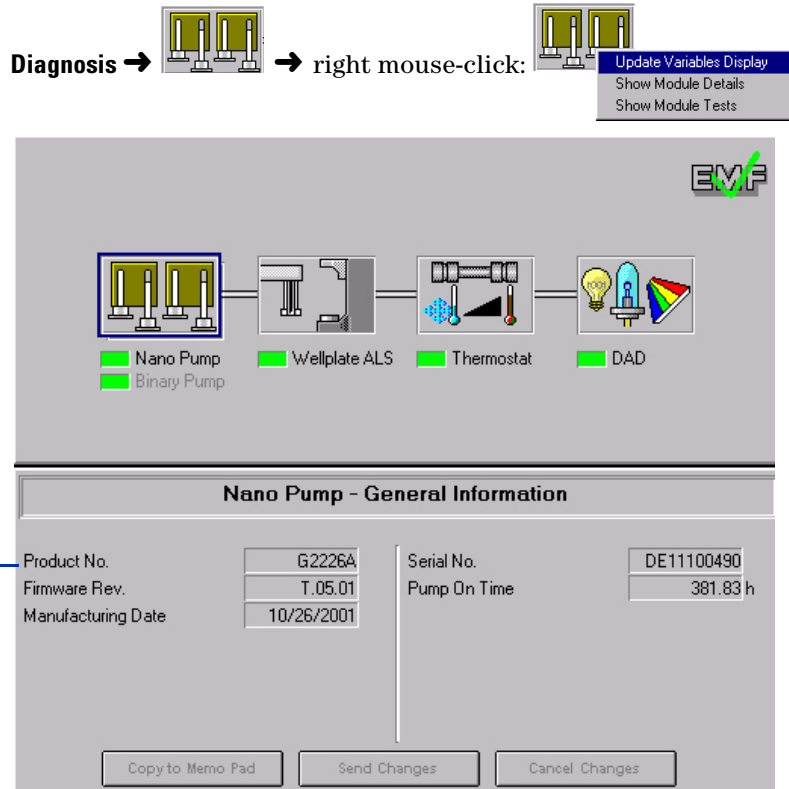 Diagnosis ➔ ➔ right mouse-click:
Update Variables Display
Show Module Details
Show Module Tests
EMF
Nano Pump
Binary Pump
Wellplate ALS
Thermostat
DAD
Nano Pump - General Information
Product No. G2226A
Firmware Rev. T.05.01
Manufacturing Date 10/26/2001
Serial No. DE11100490
Pump On Time 381.83 h
Copy to Memo Pad
Send Changes
Cancel Changes